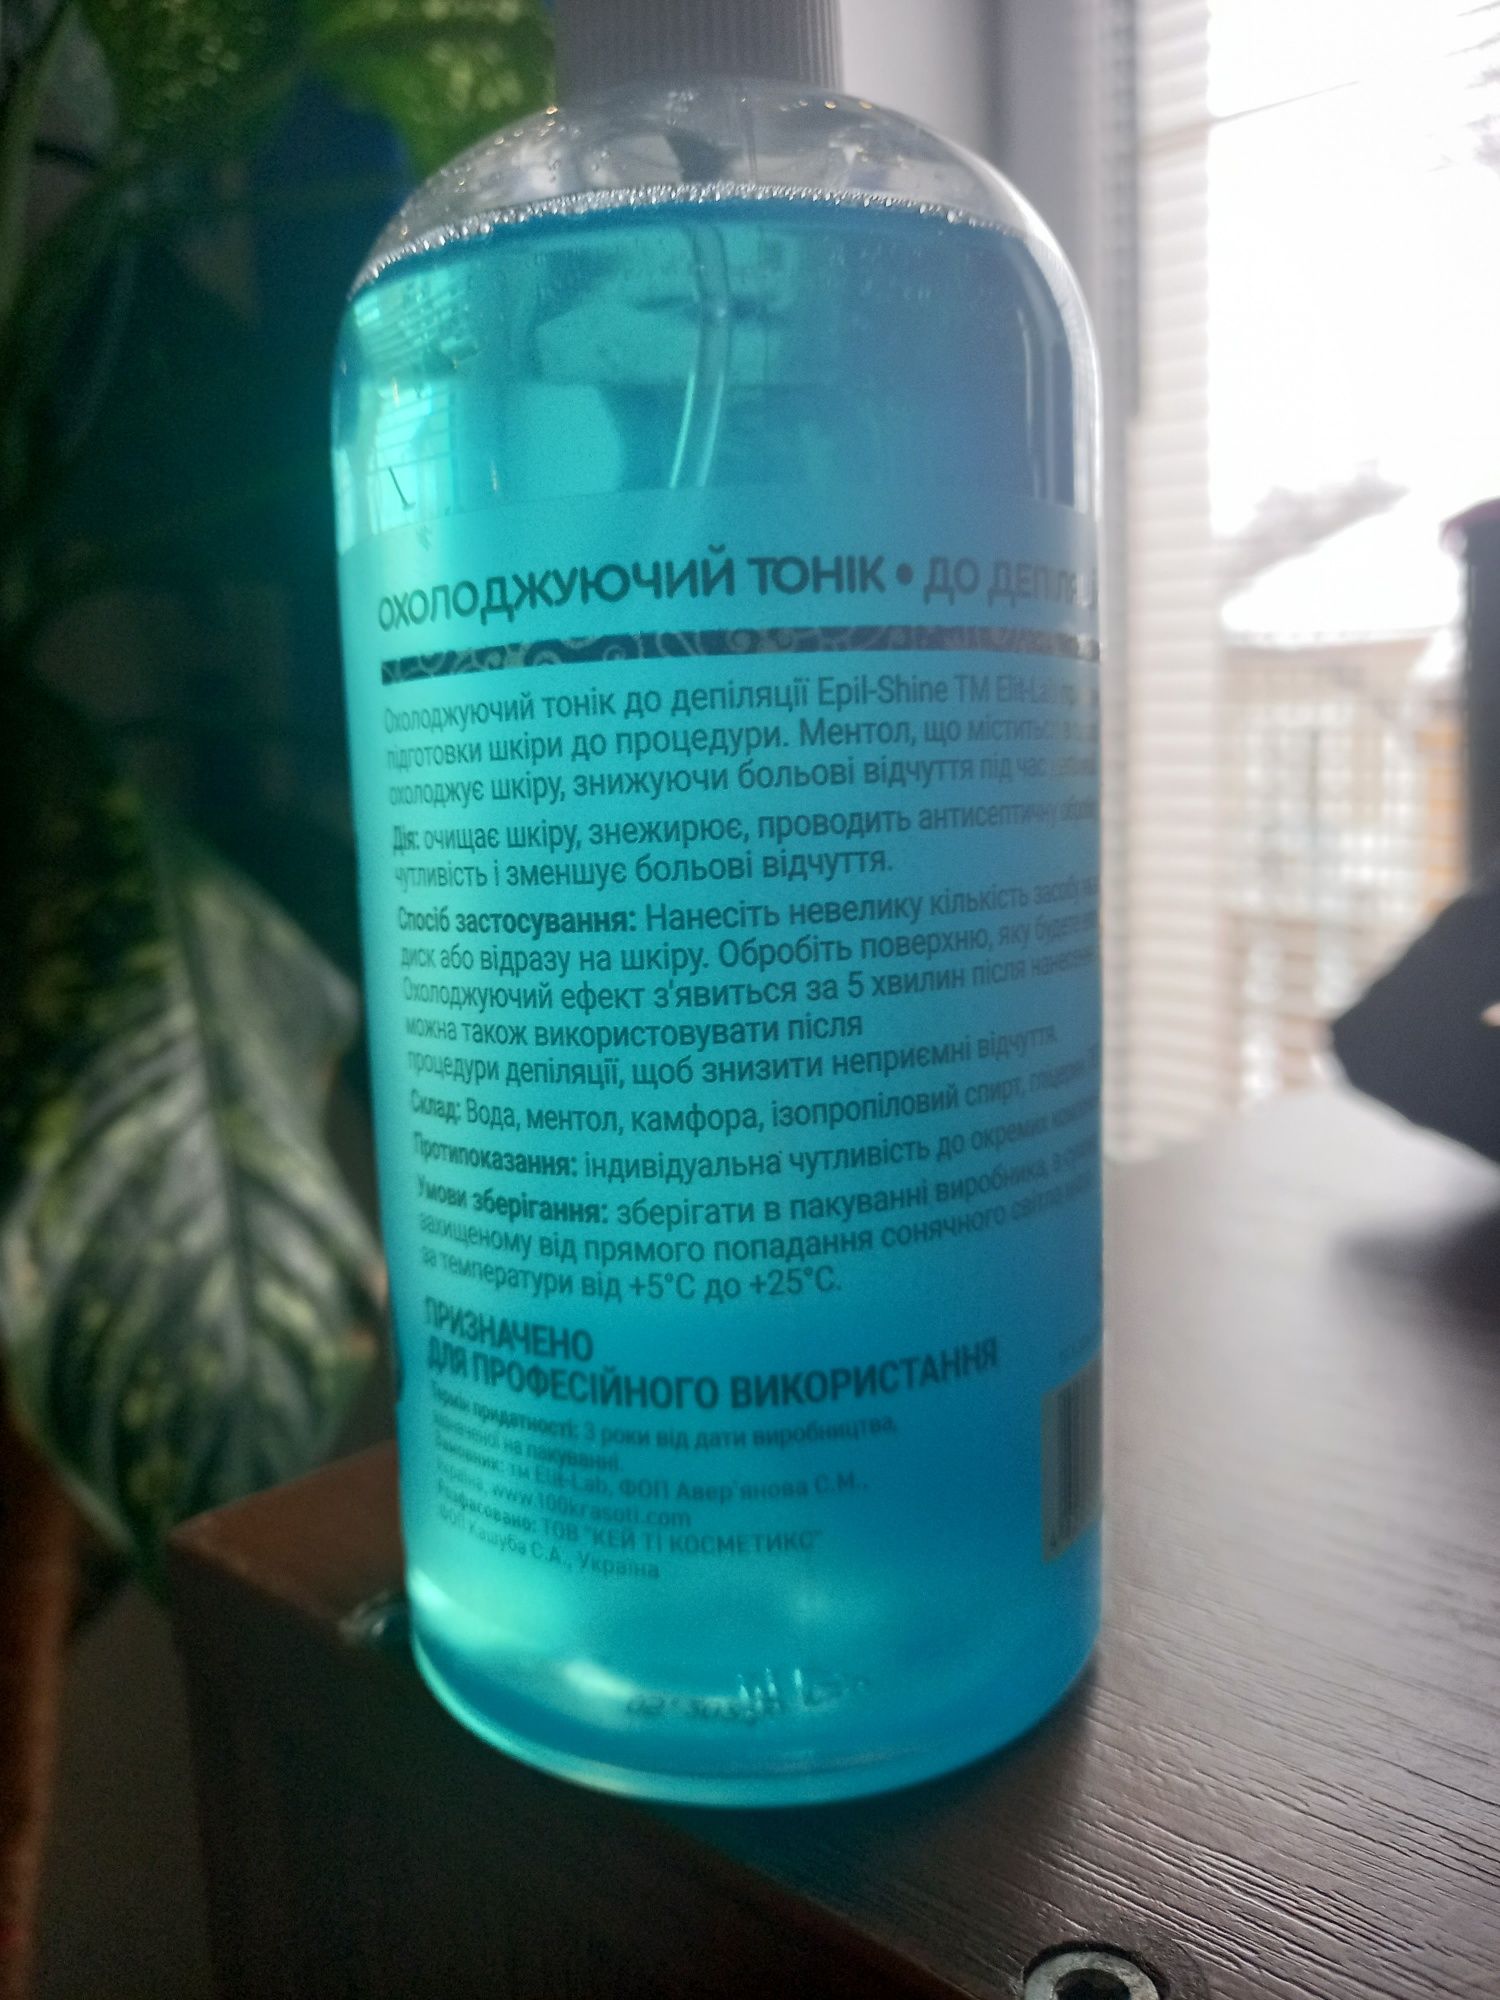 ОХОЛОДЖУЮЧИЙ ТОНІК • ДО ДЕПІЛЯЦІ
Охолоджуючий тонік до депіляції Epil-Shine TM Elit-Lab
підготовки шкіри до процедури. Ментол, що міститься в
охолоджує шкіру, знижуючи больові відчуття під час
Дія: очищає шкіру, знежирює, проводить антисептичну
чутливість і зменшує больові відчуття.
Спосіб застосування: Нанесіть невелику кількість засобу на
диск або відразу на шкіру. Обробіть поверхню, яку будете
Охолоджуючий ефект з'явиться за 5 хвилин після нанесення
можна також використовувати після
процедури депіляції, щоб знизити неприємні відчуття.
Склад: Вода, ментол, камфора, ізопропіловий спирт, гліцерин
Протипоказання: індивідуальна чутливість до окремих
Умови зберігання: зберігати в пакуванні виробника, в
захищеному від прямого попадання сонячного світла
за температури від +5°C до +25°C.
ПРИЗНАЧЕНО
ДЛЯ ПРОФЕСІЙНОГО ВИКОРИСТАННЯ
Термін придатності: 3 роки від дати виробництва,
на пакуванні.
Замовник: TM Elit-Lab, ФОП Авер'янова С.М.,
Україна, www.100krasoti.com
Розфасовано: ТОВ "КЕЙ ТІ КОСМЕТИКС"
ФОП Кашуба С.А., Україна